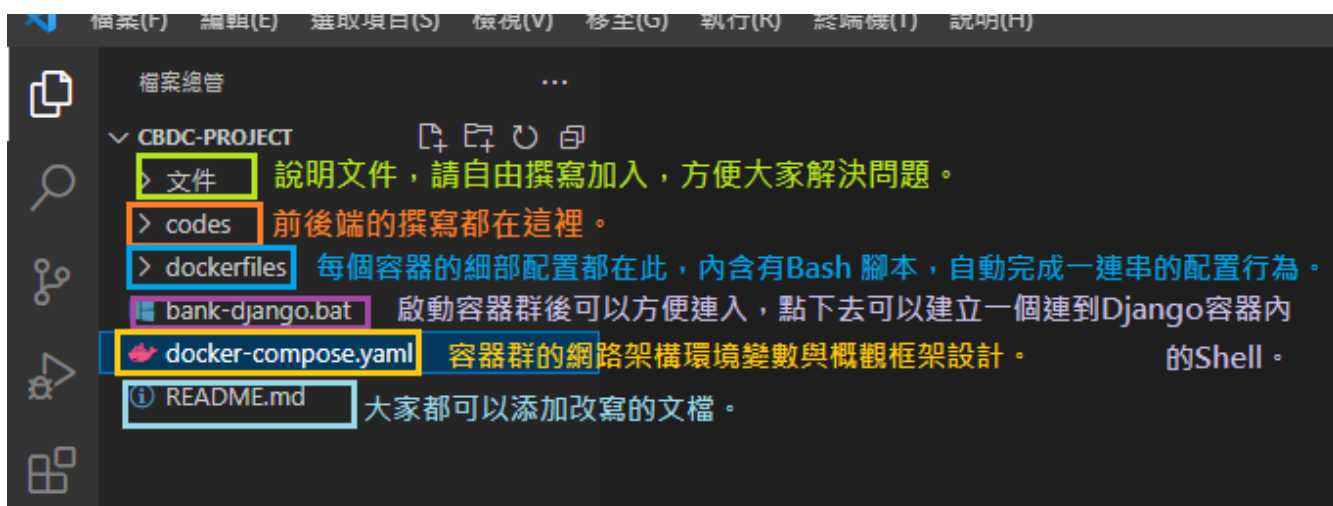 檔案(F) 編輯(E) 選取項目(S) 檢視(V) 移至(G) 執行(R) 終端機(T) 說明(H)
檔案總管 ...
CBDC-PROJECT
文件 說明文件，請自由撰寫加入，方便大家解決問題。
codes 前後端的撰寫都在這裡。
dockerfiles 每個容器的細部配置都在此，內含有Bash 腳本，自動完成一連串的配置行為。
bank-django.bat 啟動容器群後可以方便連入，點下去可以建立一個連到Django容器內
docker-compose.yaml 容器群的網路架構環境變數與概觀框架設計。 的Shell。
README.md 大家都可以添加改寫的文檔。